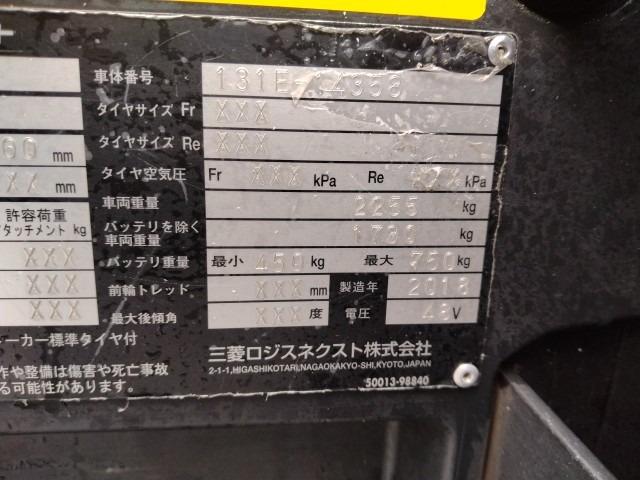 車体番号 131E-14353
タイヤサイズ Fr XXX
タイヤサイズ Re XXX
60 mm
タイヤ空気圧 Fr XXX kPa Re XXX kPa
XX mm
車両重量 2255 kg
許容荷重
タッチメント kg
バッテリを除く
車両重量 kg
XXX
バッテリ重量 最小 450 kg 最大 750 kg
XXX
前輪トレッド XXX mm 製造年
XXX
最大後傾角 XXX 度 電圧 48 V
ーカー標準タイヤ付
三菱ロジスネクスト株式会社
2-1-1,HIGASHIKOTARI,NAGAOKAKYO-SHI,KYOTO,JAPAN
作や整備は傷害や死亡事故
る可能性があります。
50013-98840